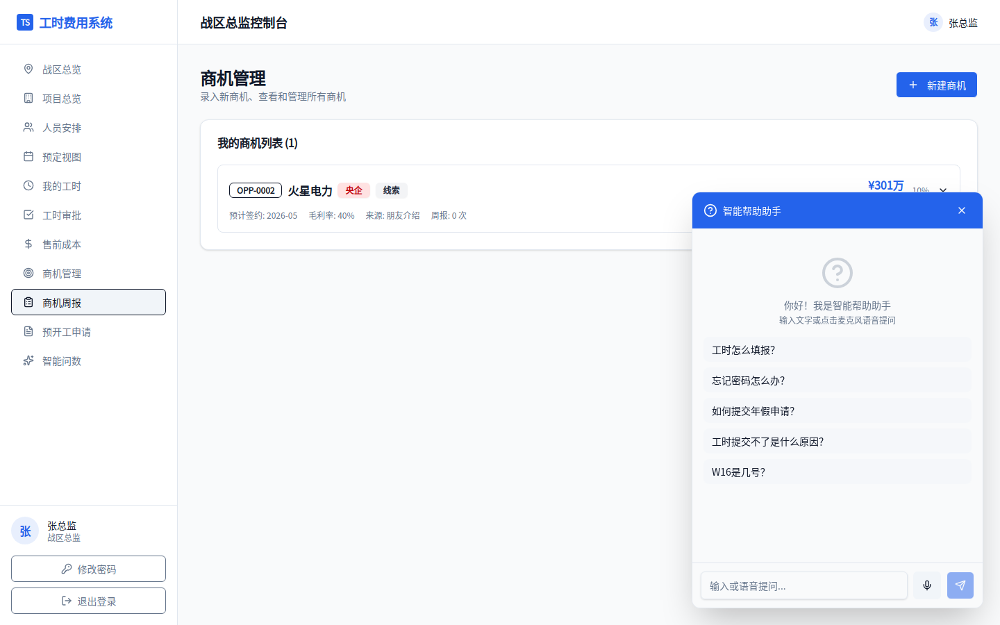 TS 工时费用系统
战区总览
项目总览
人员安排
预定视图
我的工时
工时审批
售前成本
商机管理
商机周报
预开工申请
智能问数
张
张总监
战区总监
修改密码
退出登录
战区总监控制台
张 张总监
商机管理
录入新商机、查看和管理所有商机
新建商机
我的商机列表 (1)
OPP-0002 火星电力 央企 线索
¥301万 10%
预计签约: 2026-05 毛利率: 40% 来源: 朋友介绍 周报: 0 次
智能帮助助手
你好！我是智能帮助助手
输入文字或点击麦克风语音提问
工时怎么填报？
忘记密码怎么办？
如何提交年假申请？
工时提交不了是什么原因？
W16是几号？
输入或语音提问...